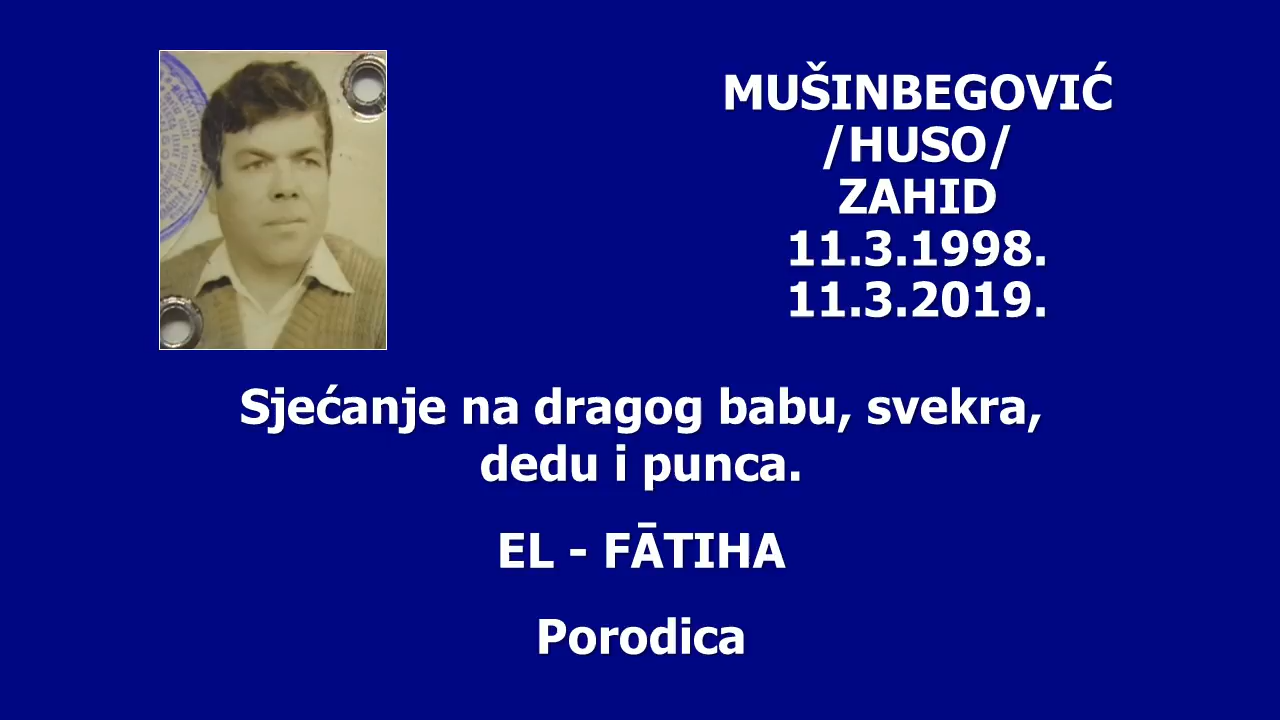 MUŠINBEGOVIĆ
/HUSO/
ZAHID
11.3.1998.
11.3.2019.
Sjećanje na dragog babu, svekra,
dedu i punca.
EL - FĀTIHA
Porodica